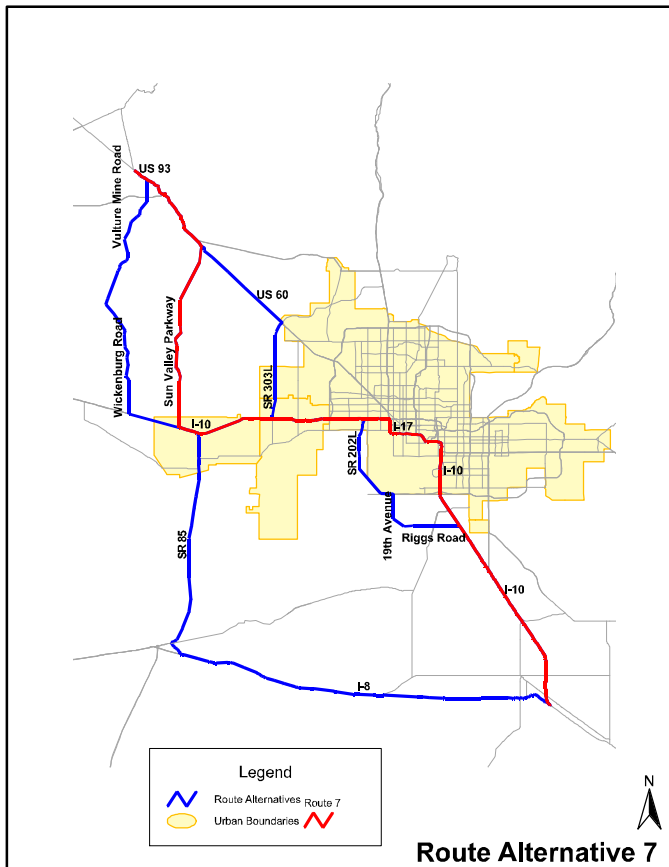 US 93
Vulture Mine Road
US 60
Sun Valley Parkway
Wickenburg Road
SR 303L
I-10
I-17
SR 202L
I-10
19th Avenue
Riggs Road
SR 85
I-10
I-8
Legend
Route Alternatives Route 7
Urban Boundaries
N
Route Alternative 7